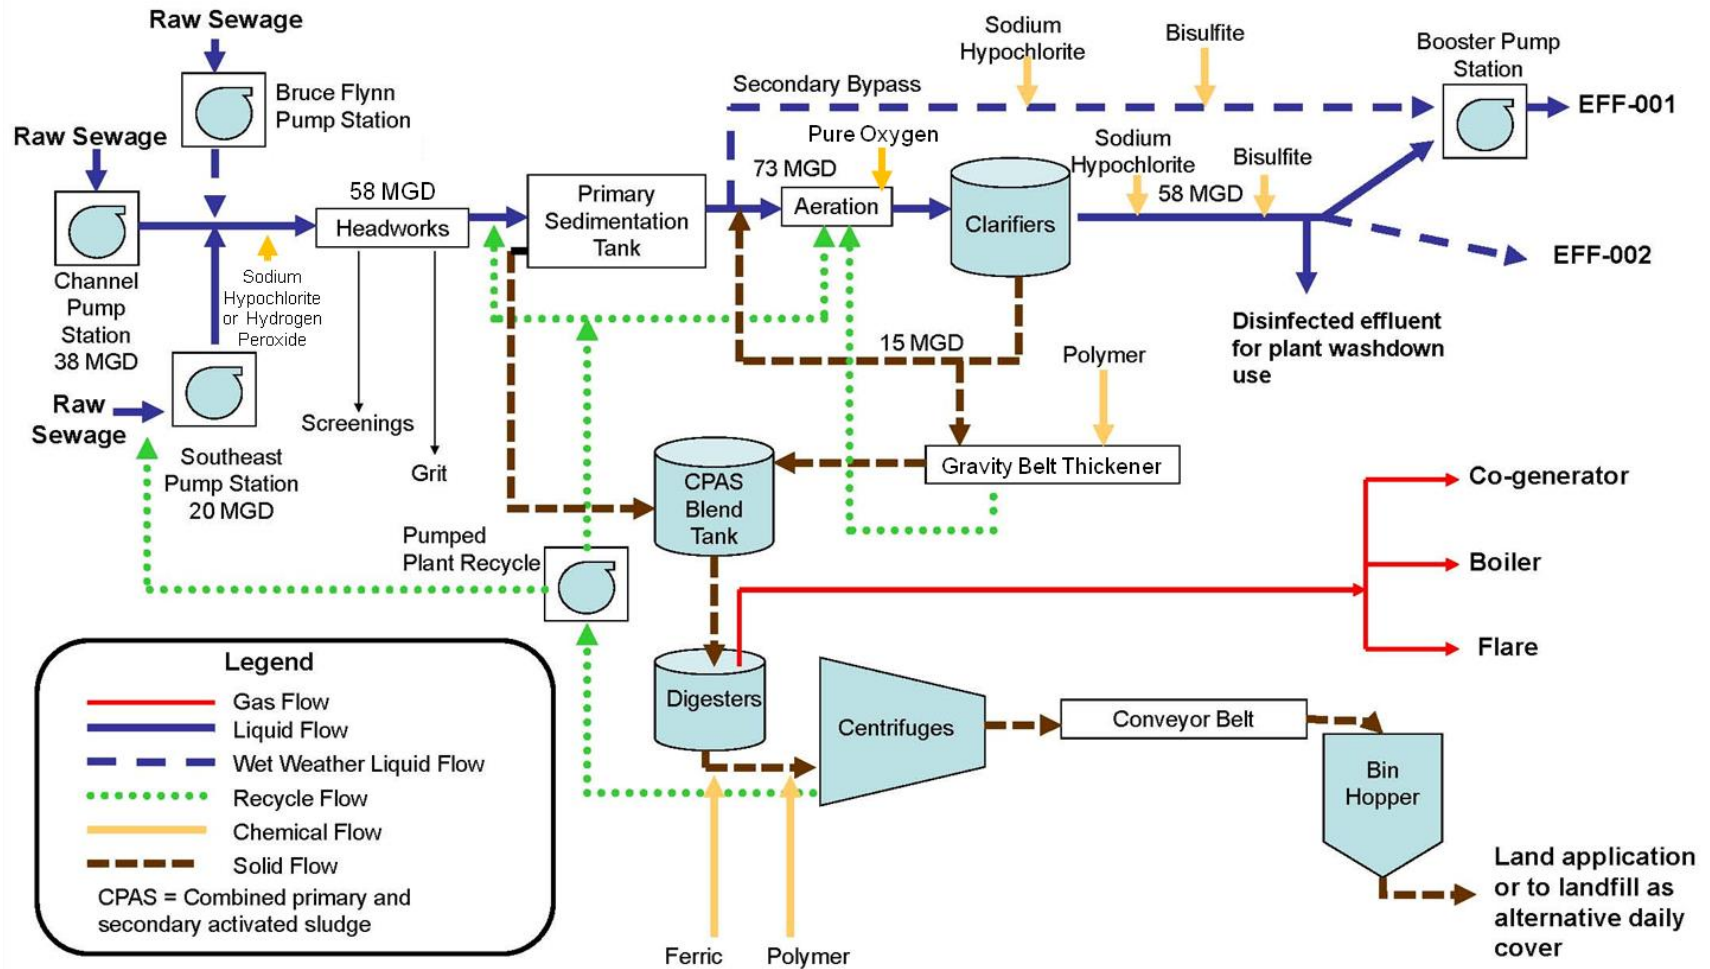 Raw Sewage
Bruce Flynn
Pump Station
Raw Sewage
Channel
Pump
Station
38 MGD
Sodium
Hypochlorite
or Hydrogen
Peroxide
Raw
Sewage
Southeast
Pump Station
20 MGD
58 MGD
Headworks
Screenings
Grit
Primary
Sedimentation
Tank
Secondary Bypass
Sodium
Hypochlorite
Bisulfite
Booster Pump
Station
EFF-001
Pure Oxygen
73 MGD
Aeration
Clarifiers
Sodium
Hypochlorite
58 MGD
Bisulfite
EFF-002
Disinfected effluent
for plant washdown
use
15 MGD
Polymer
Gravity Belt Thickener
CPAS
Blend
Tank
Pumped
Plant Recycle
Co-generator
Boiler
Flare
Digesters
Centrifuges
Conveyor Belt
Bin
Hopper
Land application
or to landfill as
alternative daily
cover
Ferric
Polymer
Legend
Gas Flow
Liquid Flow
Wet Weather Liquid Flow
Recycle Flow
Chemical Flow
Solid Flow
CPAS = Combined primary and
secondary activated sludge